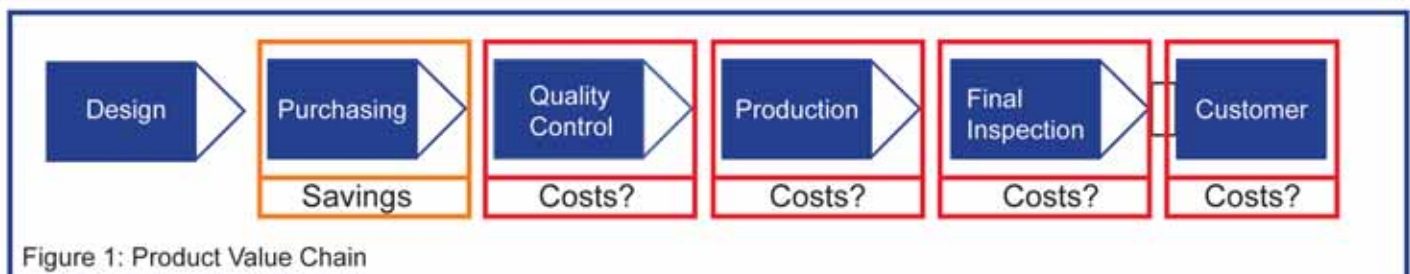 Design
Purchasing
Quality
Control
Production
Final
Inspection
Customer
Savings
Costs?
Costs?
Costs?
Costs?
Figure 1: Product Value Chain